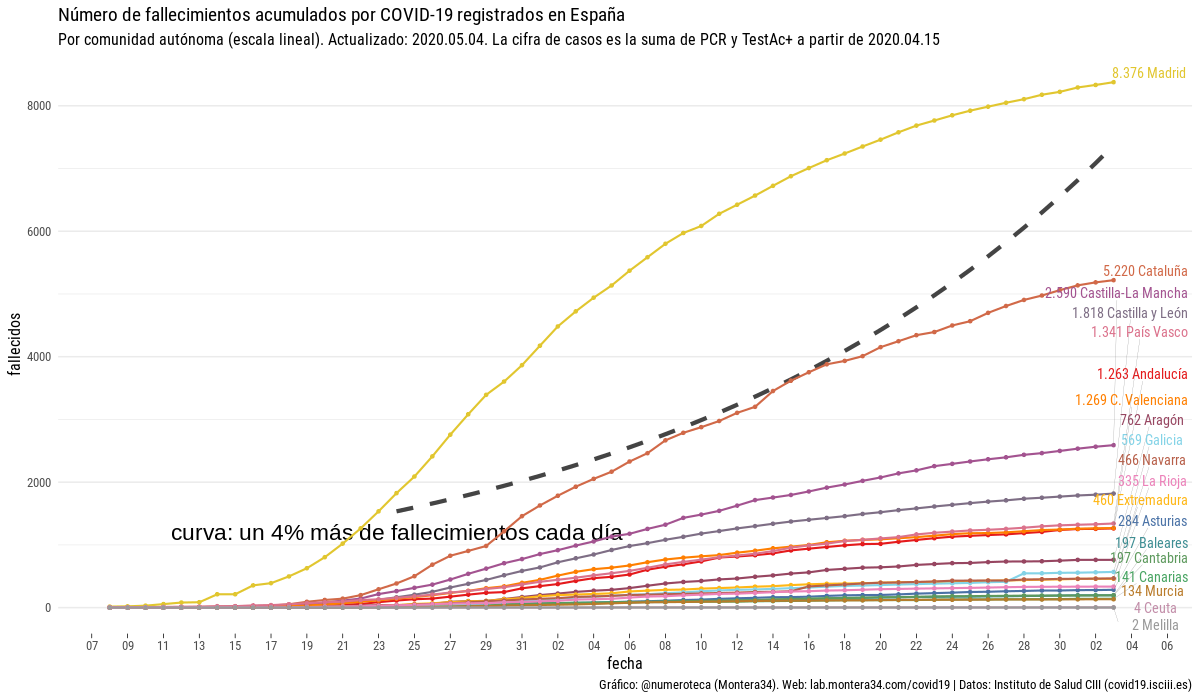 Número de fallecimientos acumulados por COVID-19 registrados en España
Por comunidad autónoma (escala lineal). Actualizado: 2020.05.04. La cifra de casos es la suma de PCR y TestAc+ a partir de 2020.04.15
8.376 Madrid
8000
6000
4000
2000
0
fallecidos
5.220 Cataluña
2.590 Castilla-La Mancha
1.818 Castilla y León
1.341 País Vasco
1.263 Andalucía
1.269 C. Valenciana
762 Aragón
569 Galicia
466 Navarra
335 La Rioja
460 Extremadura
284 Asturias
197 Baleares
197 Cantabria
141 Canarias
134 Murcia
4 Ceuta
2 Melilla
curva: un 4% más de fallecimientos cada día
07 09 11 13 15 17 19 21 23 25 27 29 31 02 04 06 08 10 12 14 16 18 20 22 24 26 28 30 02 04 06
fecha
Gráfico: @numeroteca (Montera34). Web: lab.montera34.com/covid19 | Datos: Instituto de Salud CIII (covid19.isciii.es)